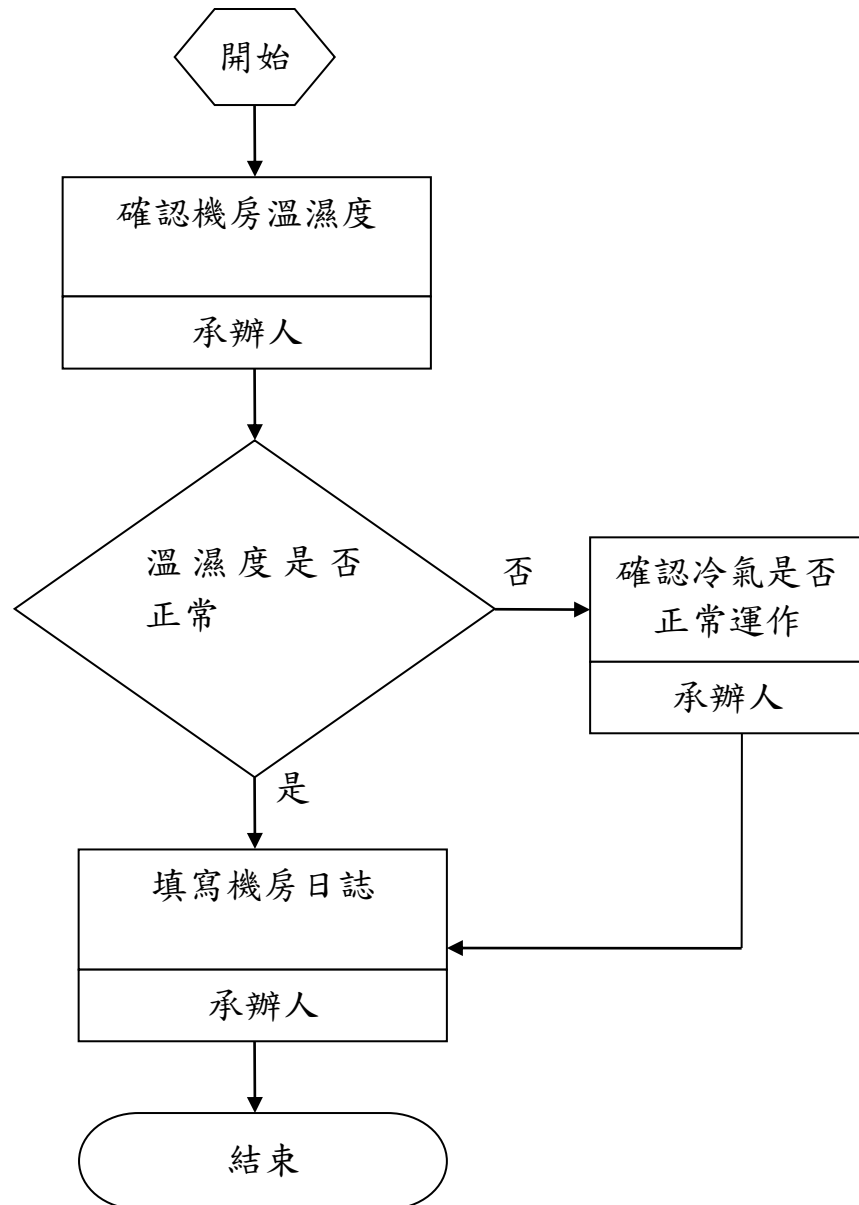 開始
確認機房溫濕度
承辦人
溫濕度是否
正常
否
確認冷氣是否
正常運作
承辦人
是
填寫機房日誌
承辦人
結束